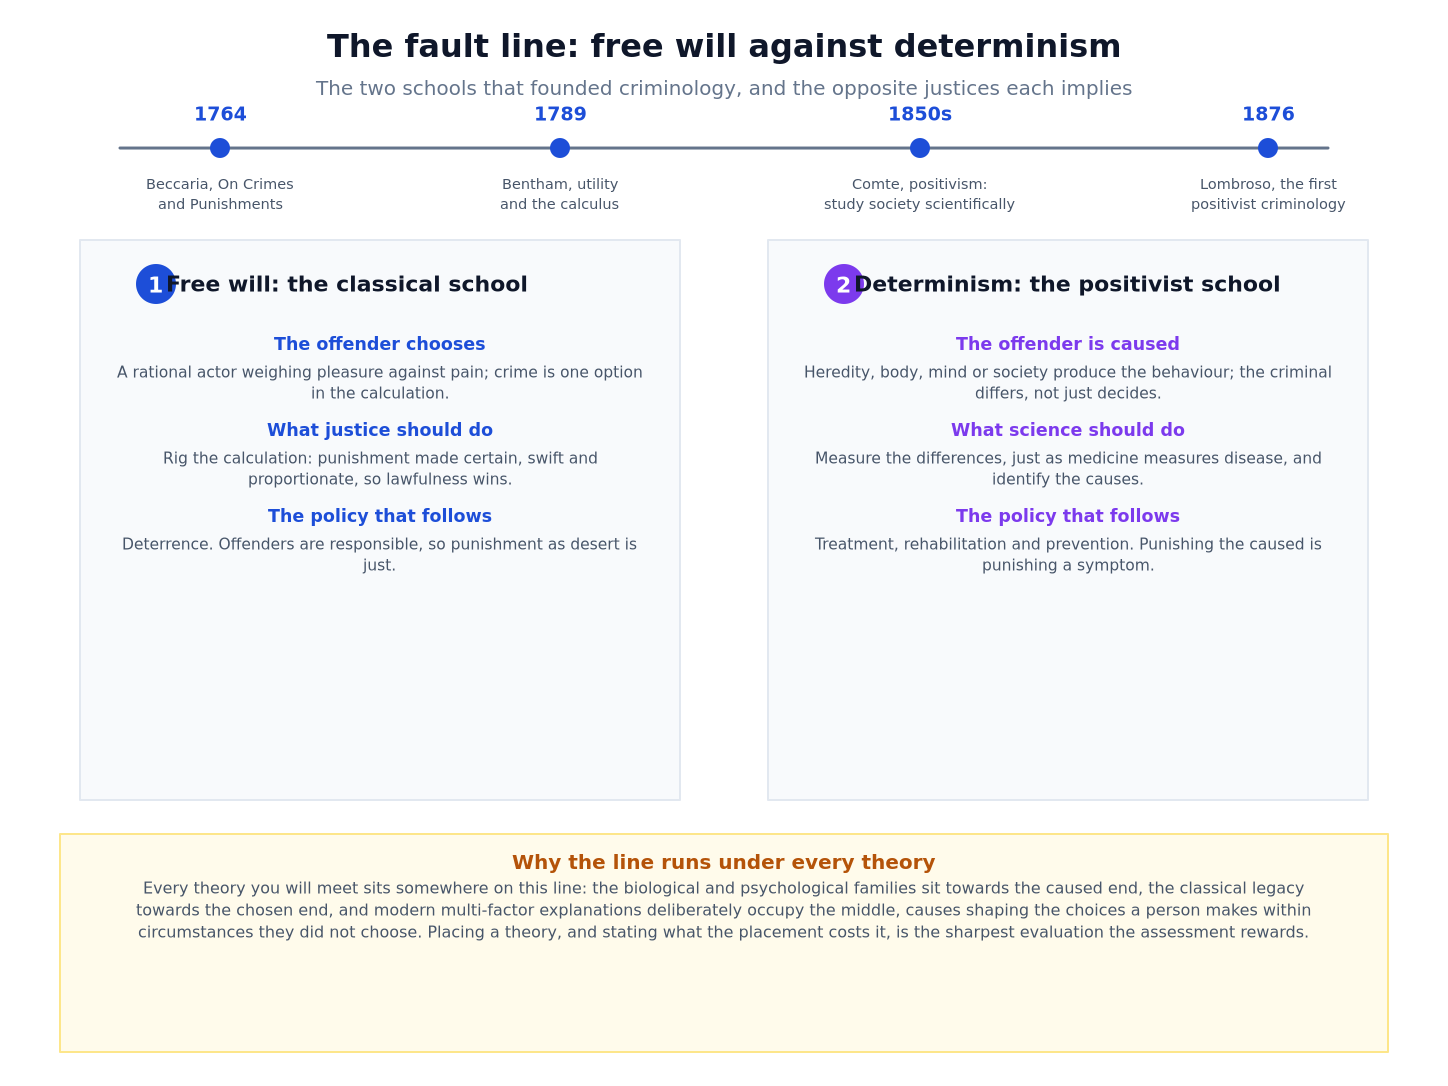 The fault line: free will against determinism
The two schools that founded criminology, and the opposite justices each implies
1764
1789
1850s
1876
Beccaria, On Crimes
and Punishments
Bentham, utility
and the calculus
Comte, positivism:
study society scientifically
Lombroso, the first
positivist criminology
1 Free will: the classical school
The offender chooses
A rational actor weighing pleasure against pain; crime is one option
in the calculation.
What justice should do
Rig the calculation: punishment made certain, swift and
proportionate, so lawfulness wins.
The policy that follows
Deterrence. Offenders are responsible, so punishment as desert is
just.
2 Determinism: the positivist school
The offender is caused
Heredity, body, mind or society produce the behaviour; the criminal
differs, not just decides.
What science should do
Measure the differences, just as medicine measures disease, and
identify the causes.
The policy that follows
Treatment, rehabilitation and prevention. Punishing the caused is
punishing a symptom.
Why the line runs under every theory
Every theory you will meet sits somewhere on this line: the biological and psychological families sit towards the caused end, the classical legacy
towards the chosen end, and modern multi-factor explanations deliberately occupy the middle, causes shaping the choices a person makes within
circumstances they did not choose. Placing a theory, and stating what the placement costs it, is the sharpest evaluation the assessment rewards.